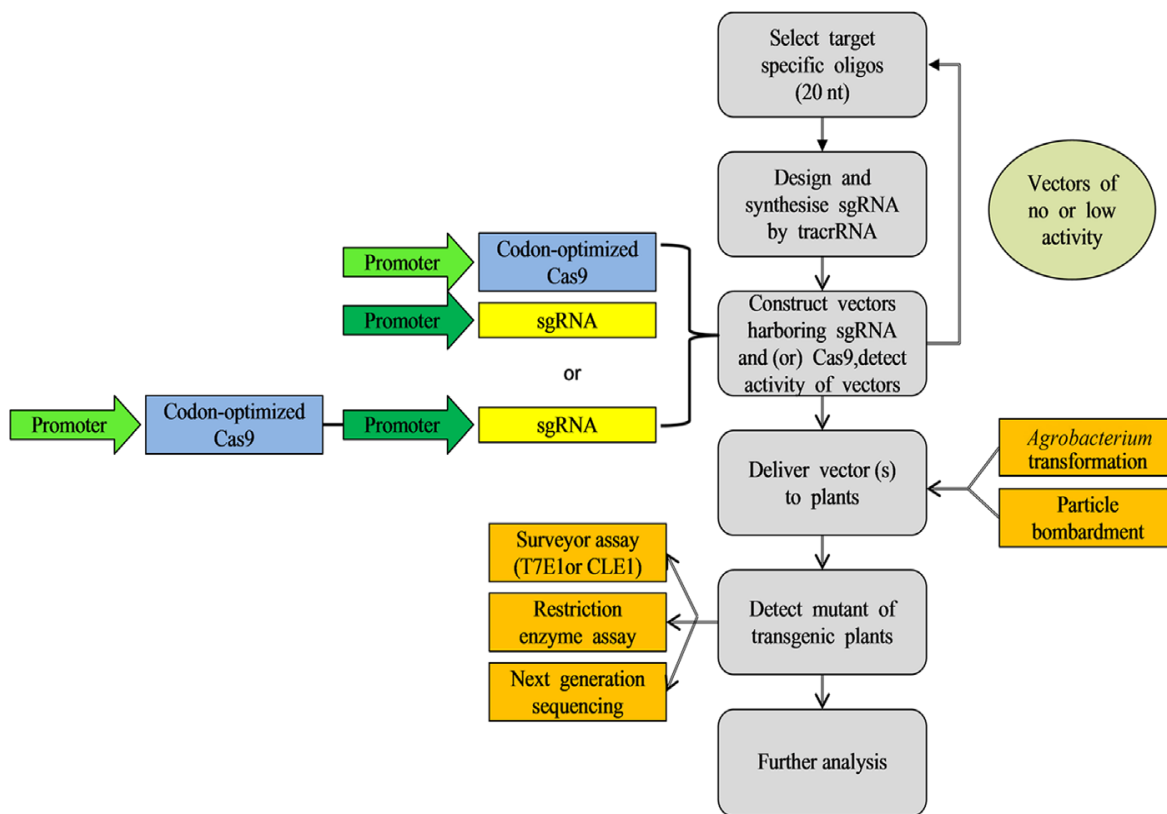 Select target
specific oligos
(20 nt)
Design and
synthesise sgRNA
by tracrRNA
Vectors of
no or low
activity
Promoter
Codon-optimized
Cas9
Promoter
sgRNA
or
Promoter
Codon-optimized
Cas9
Promoter
sgRNA
Construct vectors
harboring sgRNA
and (or) Cas9,detect
activity of vectors
Deliver vector (s)
to plants
Agrobacterium
transformation
Particle
bombardment
Surveyor assay
(T7E1or CLE1)
Restriction
enzyme assay
Next generation
sequencing
Detect mutant of
transgenic plants
Further analysis